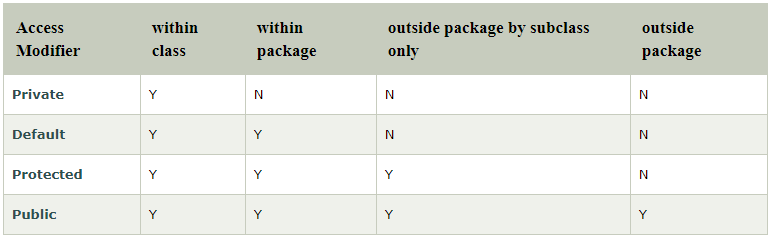 Access Modifier within class within package outside package by subclass only outside package
Private Y N N N
Default Y Y N N
Protected Y Y Y N
Public Y Y Y Y